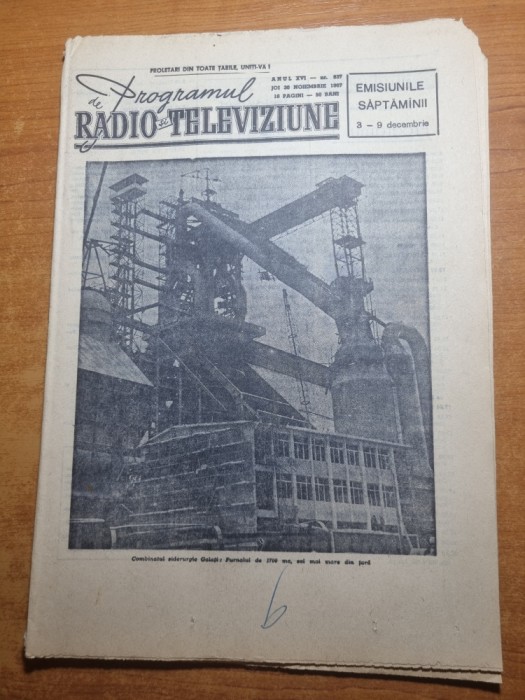 PROLETARI DIN TOATE ȚĂRILE, UNIȚI-VĂ !
Programul
de
RADIO și TELEVIZIUNE
ANUL XVI — nr.
JOI 30 NOIEMBRIE 1967
16 PAGINI — 50 BANI
EMISIUNILE
SĂPTĂMÎNII
3 — 9 decembrie
Combinatul siderurgic Galați : Furnalul de 1700 mc, cel mai mare din țară
6